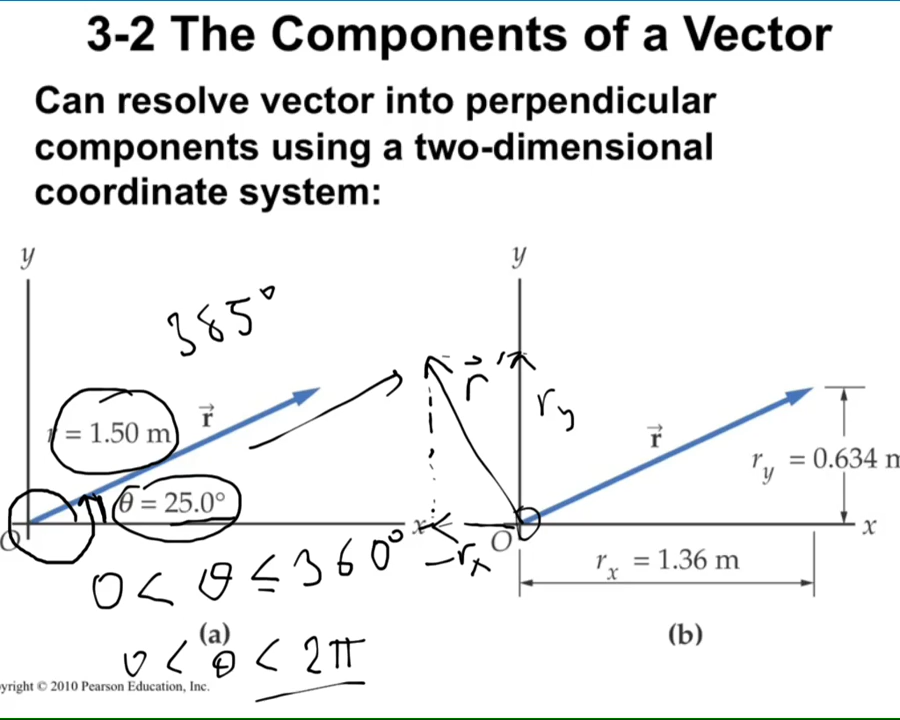 3-2 The Components of a Vector
Can resolve vector into perpendicular
components using a two-dimensional
coordinate system:
y
385°
r⃗
= 1.50 m
θ = 25.0°
O
x
0 < θ ≤ 360°
(a)
0 < θ < 2π
y
r⃗
r_y
r⃗
r_y = 0.634 m
-r_x
O
x
r_x = 1.36 m
(b)
yright © 2010 Pearson Education, Inc.